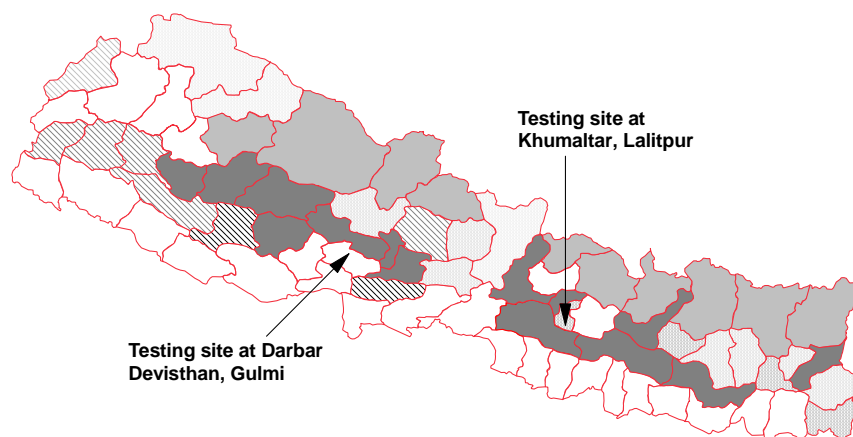 Testing site at
Khumaltar, Lalitpur
Testing site at Darbar
Devisthan, Gulmi